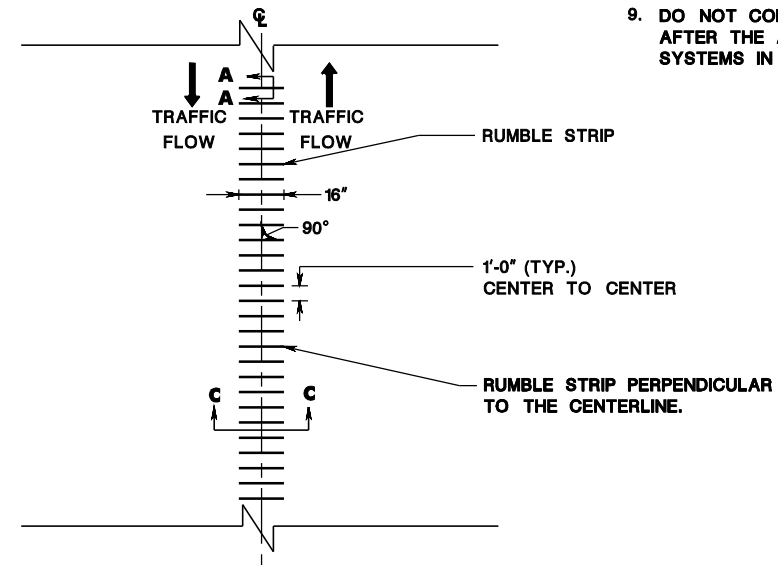 ℄
9. DO NOT
AFTER THE
SYSTEMS IN
A
A
TRAFFIC
FLOW
TRAFFIC
FLOW
RUMBLE STRIP
16"
90°
1'-0" (TYP.)
CENTER TO CENTER
RUMBLE STRIP PERPENDICULAR
TO THE CENTERLINE.
C
C